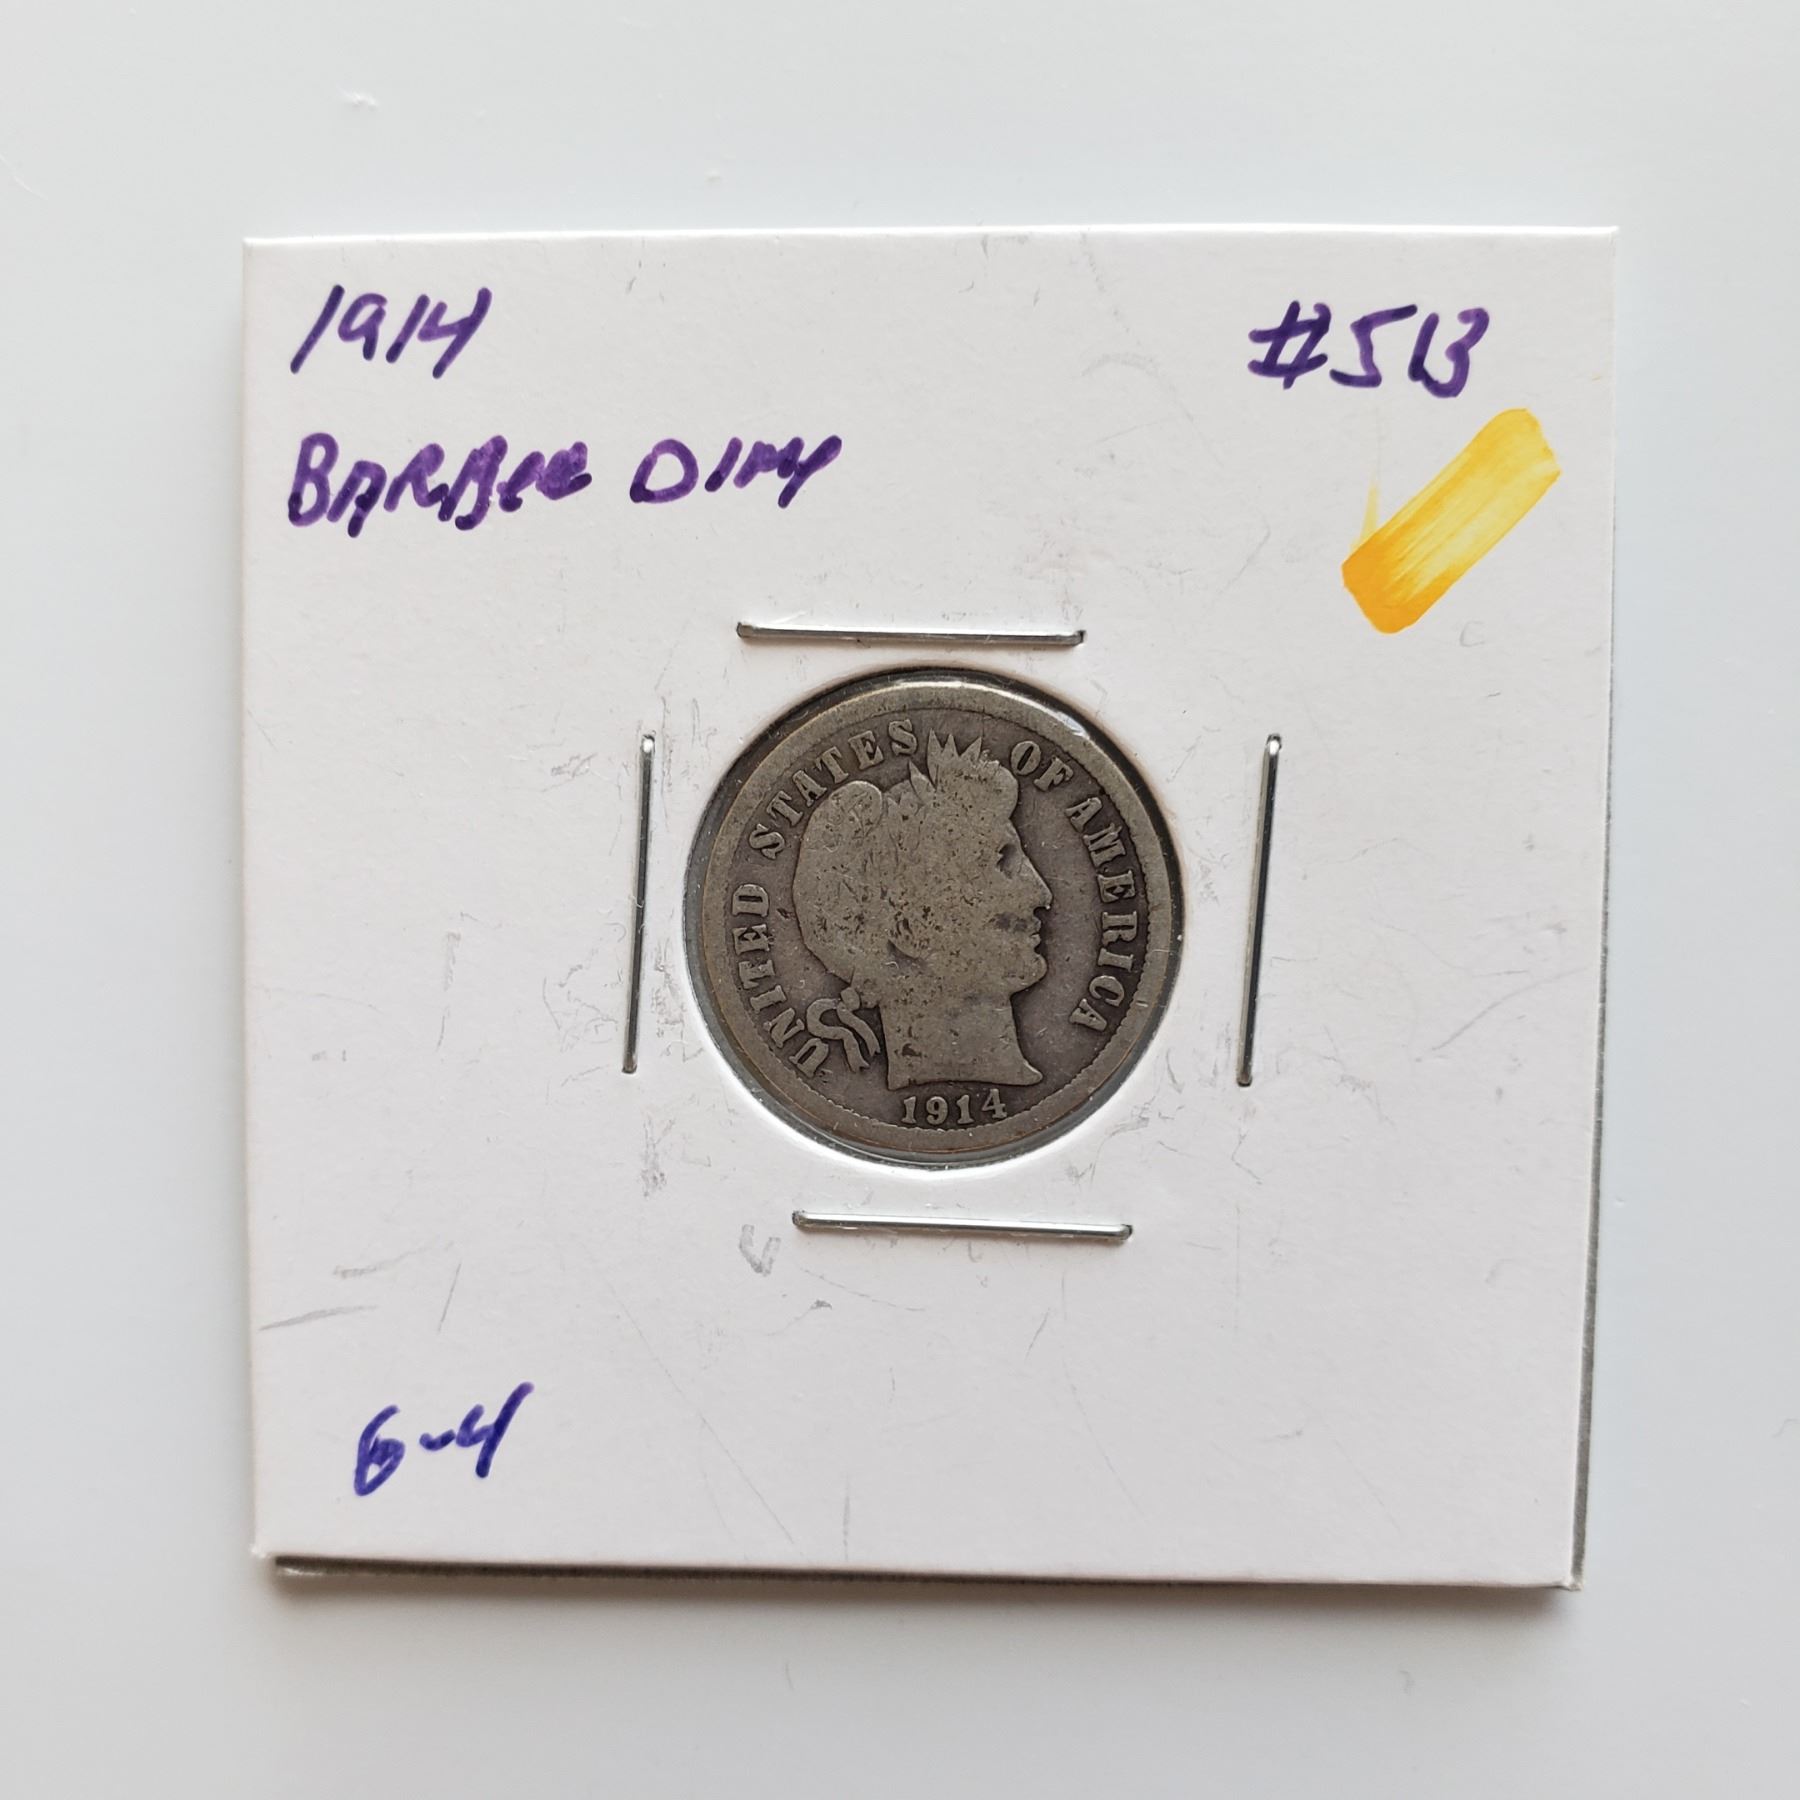 1914
#513
BARBER DIME
UNITED STATES OF AMERICA
1914
G-4